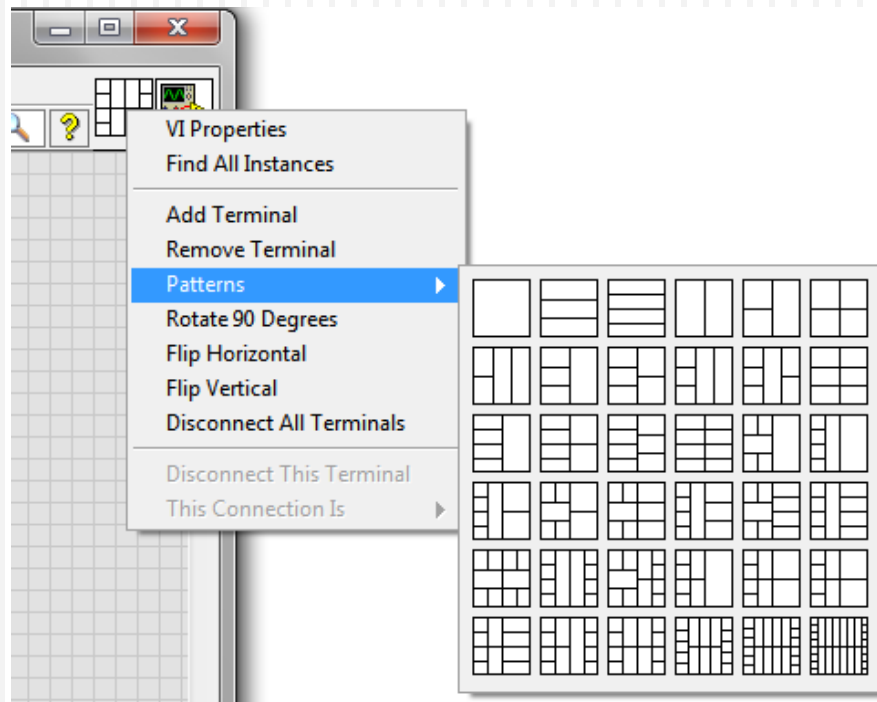 VI Properties
Find All Instances
Add Terminal
Remove Terminal
Patterns
Rotate 90 Degrees
Flip Horizontal
Flip Vertical
Disconnect All Terminals
Disconnect This Terminal
This Connection Is